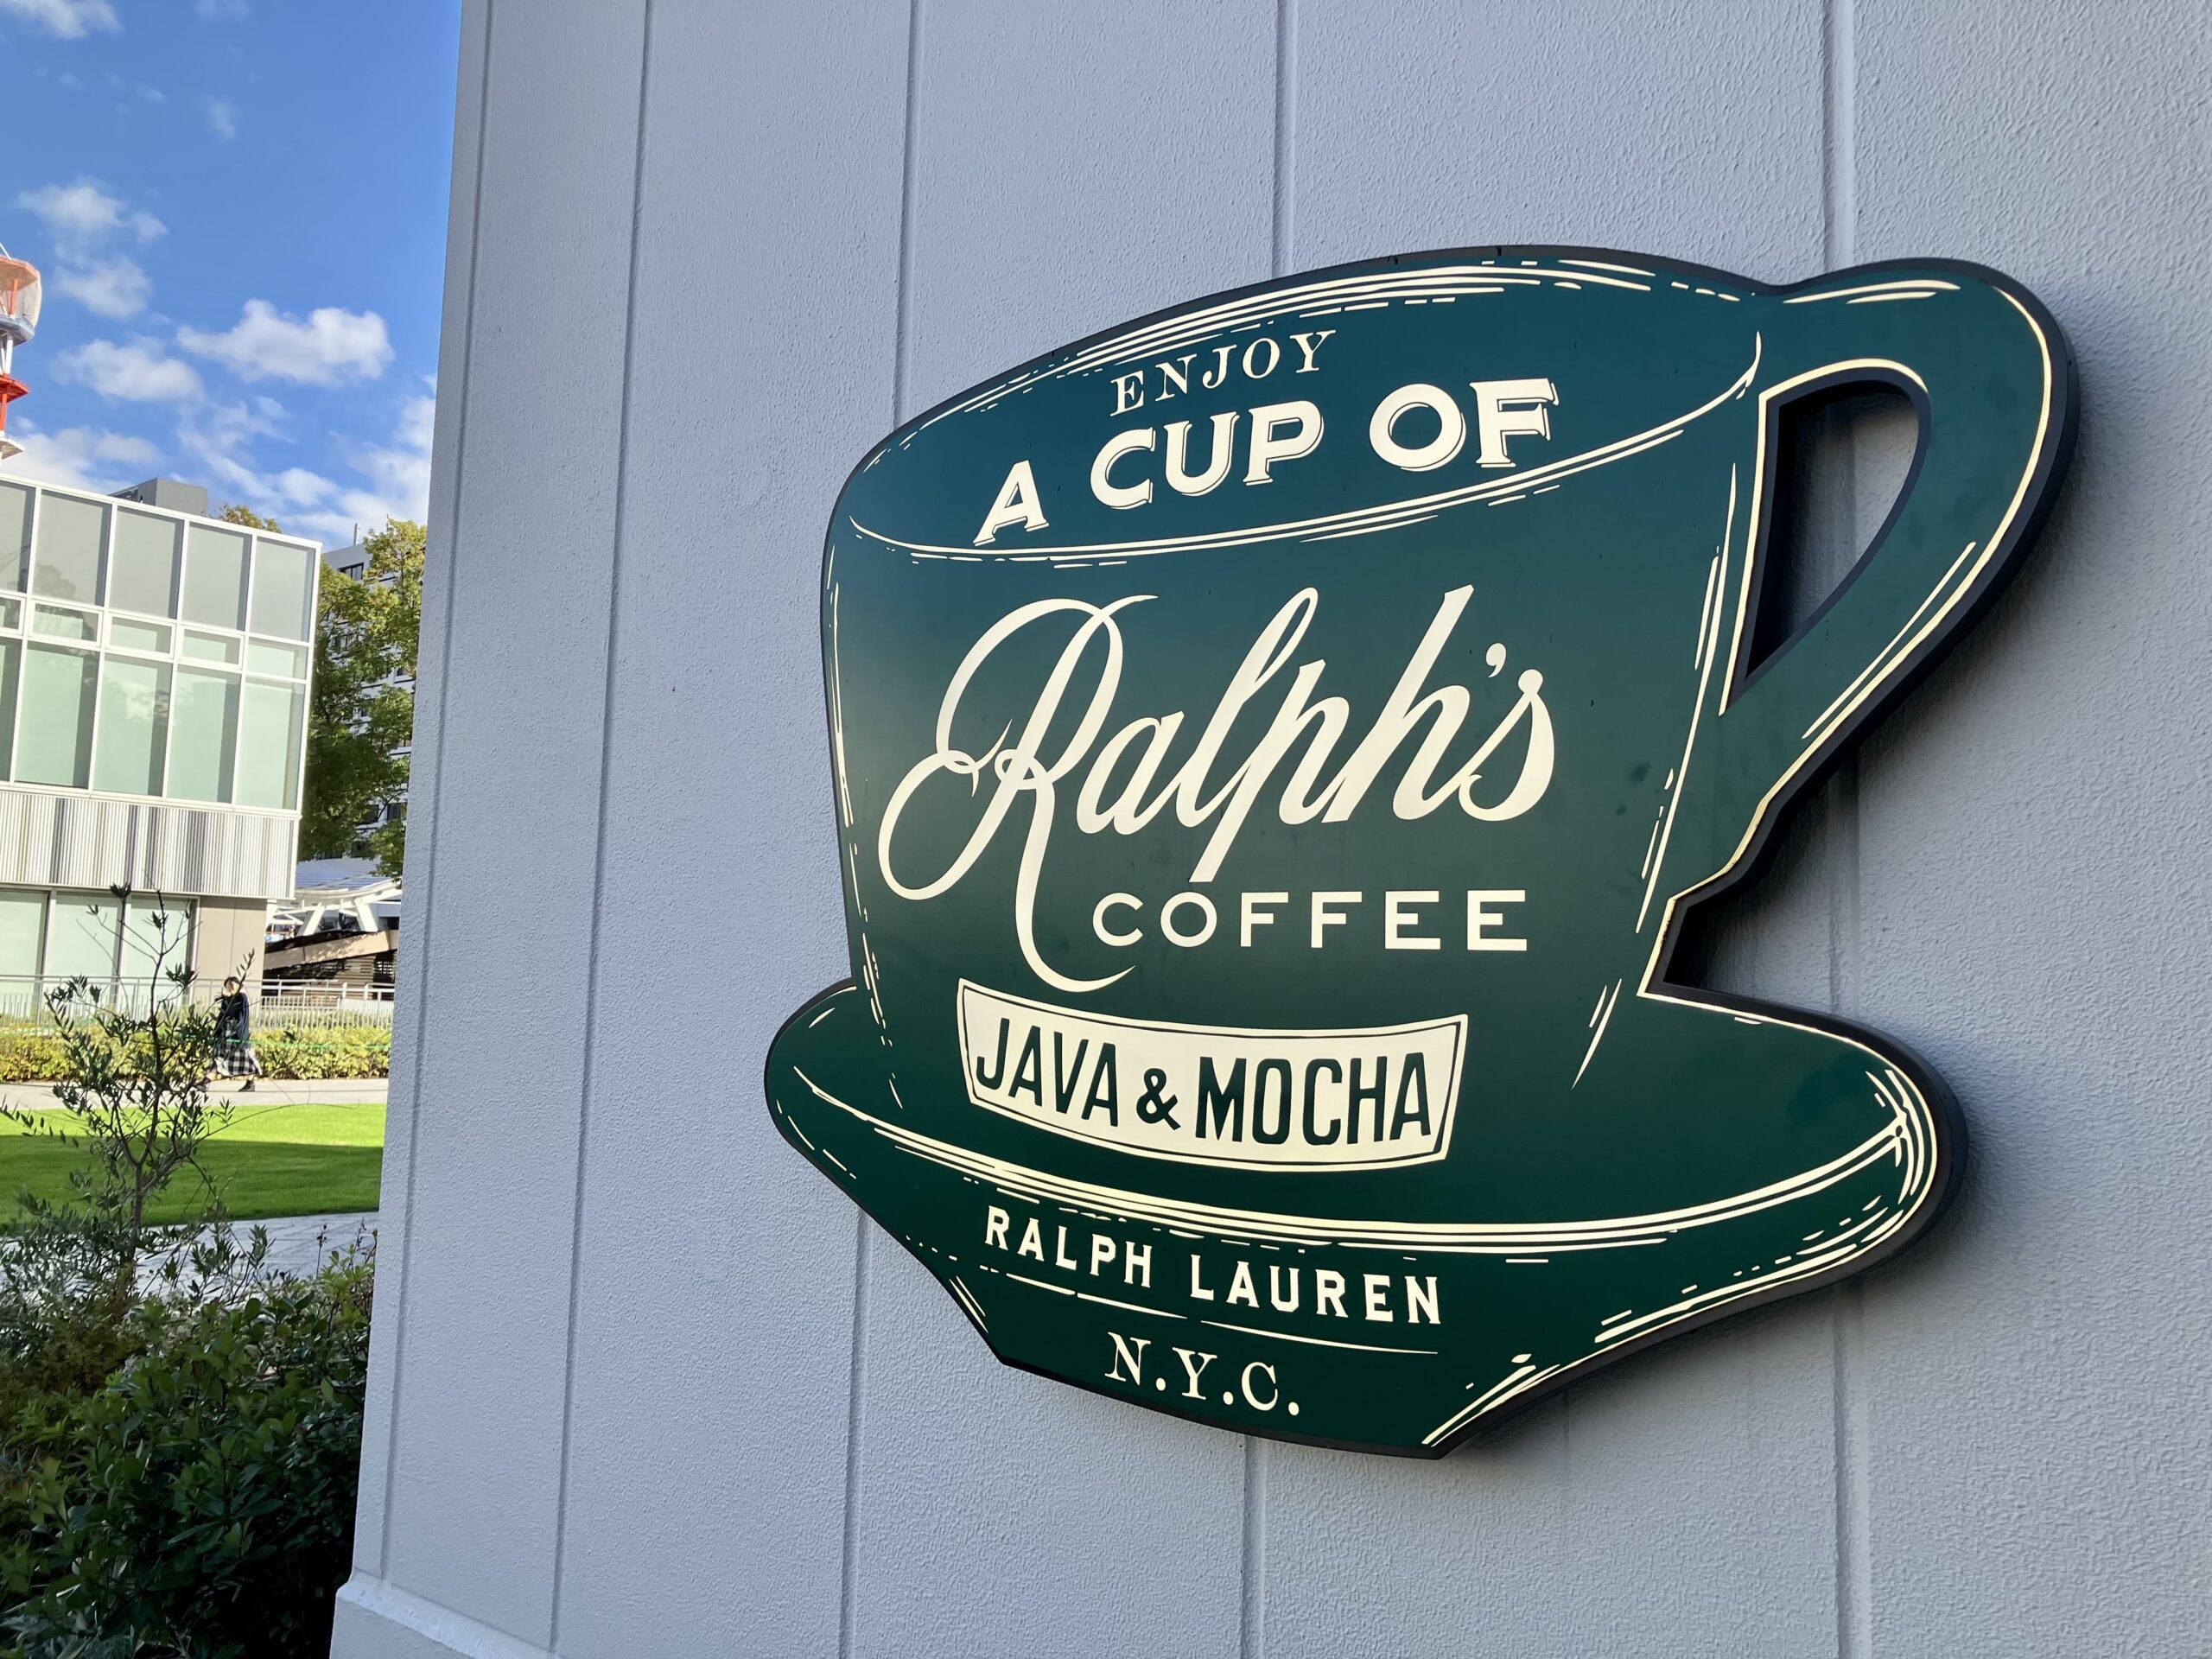 ENJOY
A CUP OF
Ralph's
COFFEE
JAVA & MOCHA
RALPH LAUREN
N.Y.C.